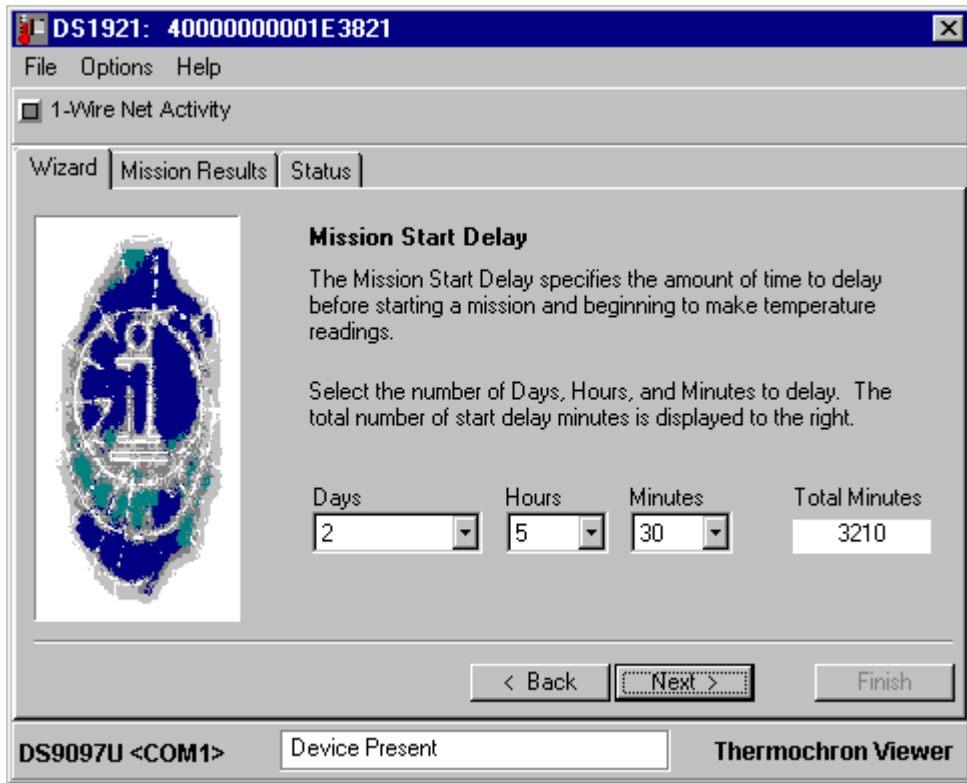 DS1921: 40000000001E3821
File Options Help
1-Wire Net Activity
Wizard Mission Results Status
Mission Start Delay
The Mission Start Delay specifies the amount of time to delay
before starting a mission and beginning to make temperature
readings.
Select the number of Days, Hours, and Minutes to delay. The
total number of start delay minutes is displayed to the right.
Days Hours Minutes Total Minutes
2 5 30 3210
< Back Next > Finish
DS9097U <COM1> Device Present Thermochron Viewer